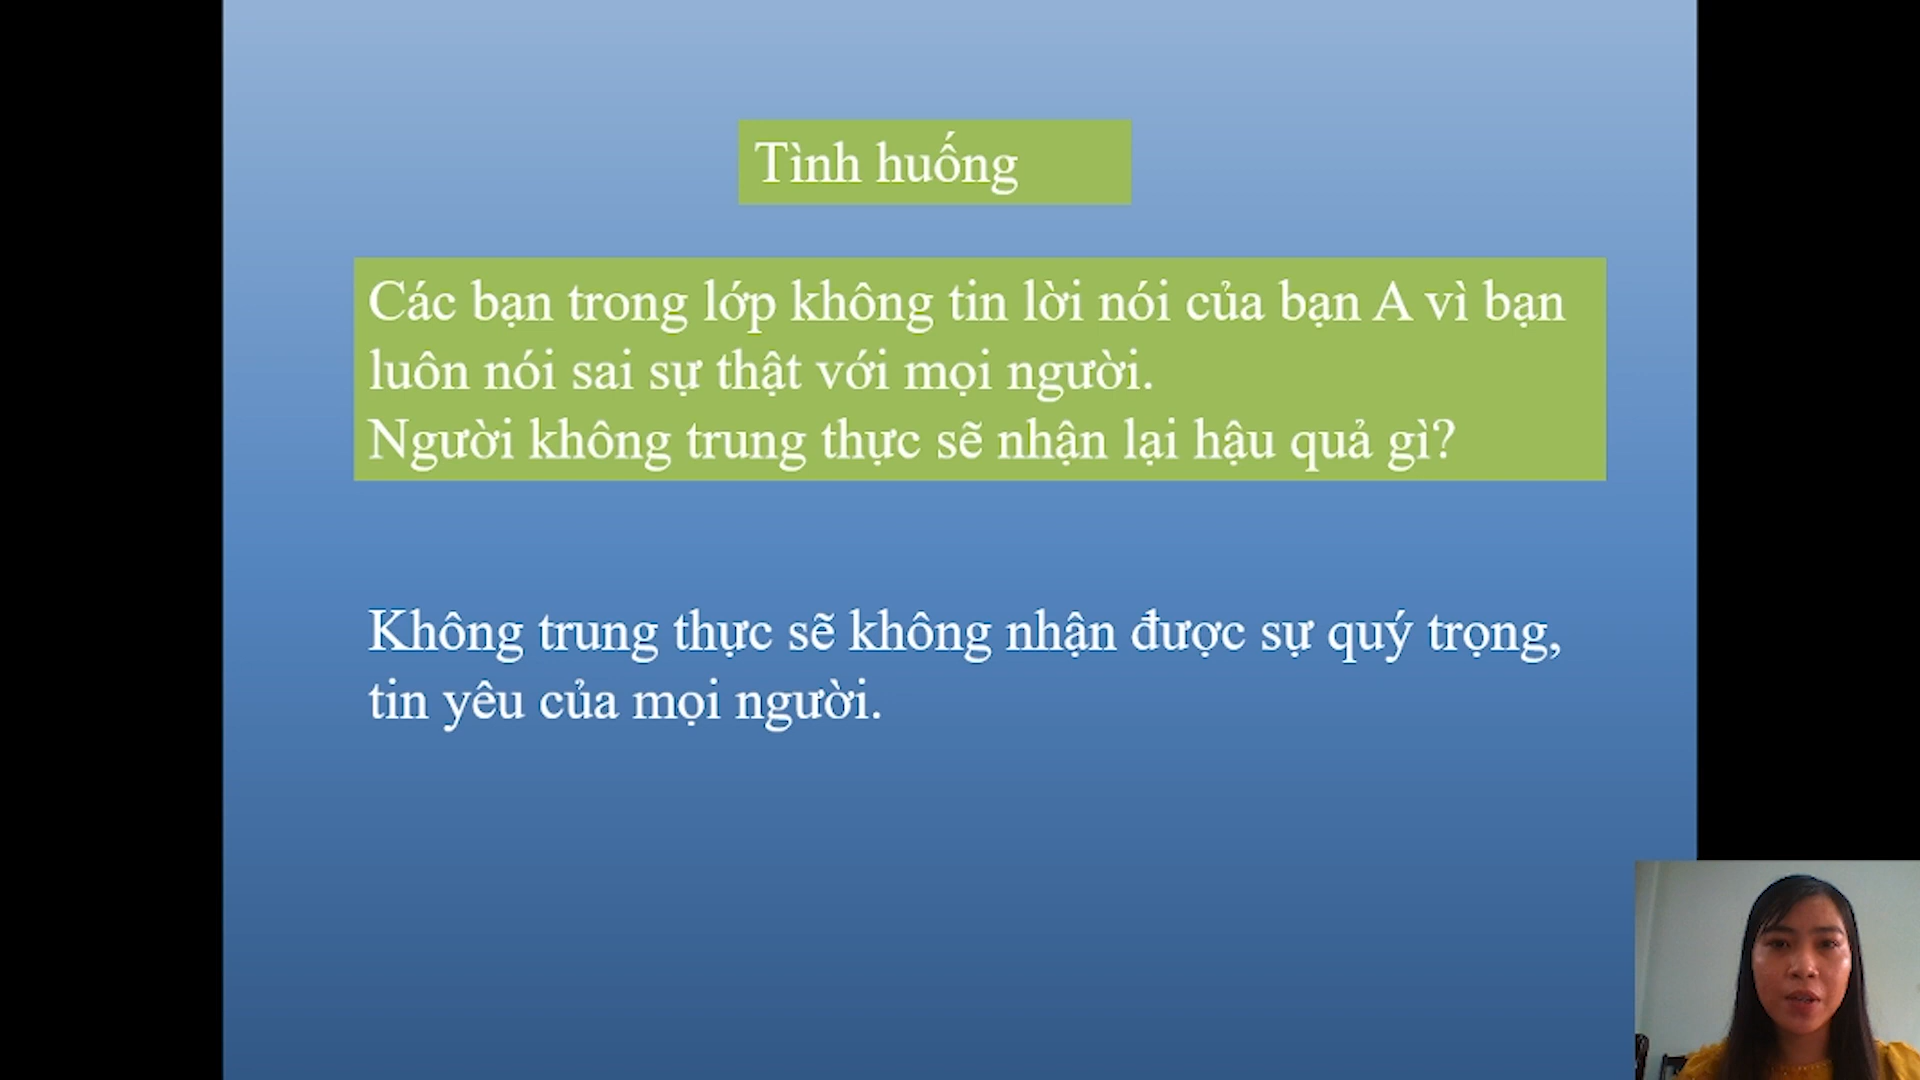 Tình huống
Các bạn trong lớp không tin lời nói của bạn A vì bạn
luôn nói sai sự thật với mọi người.
Người không trung thực sẽ nhận lại hậu quả gì?
Không trung thực sẽ không nhận được sự quý trọng,
tin yêu của mọi người.